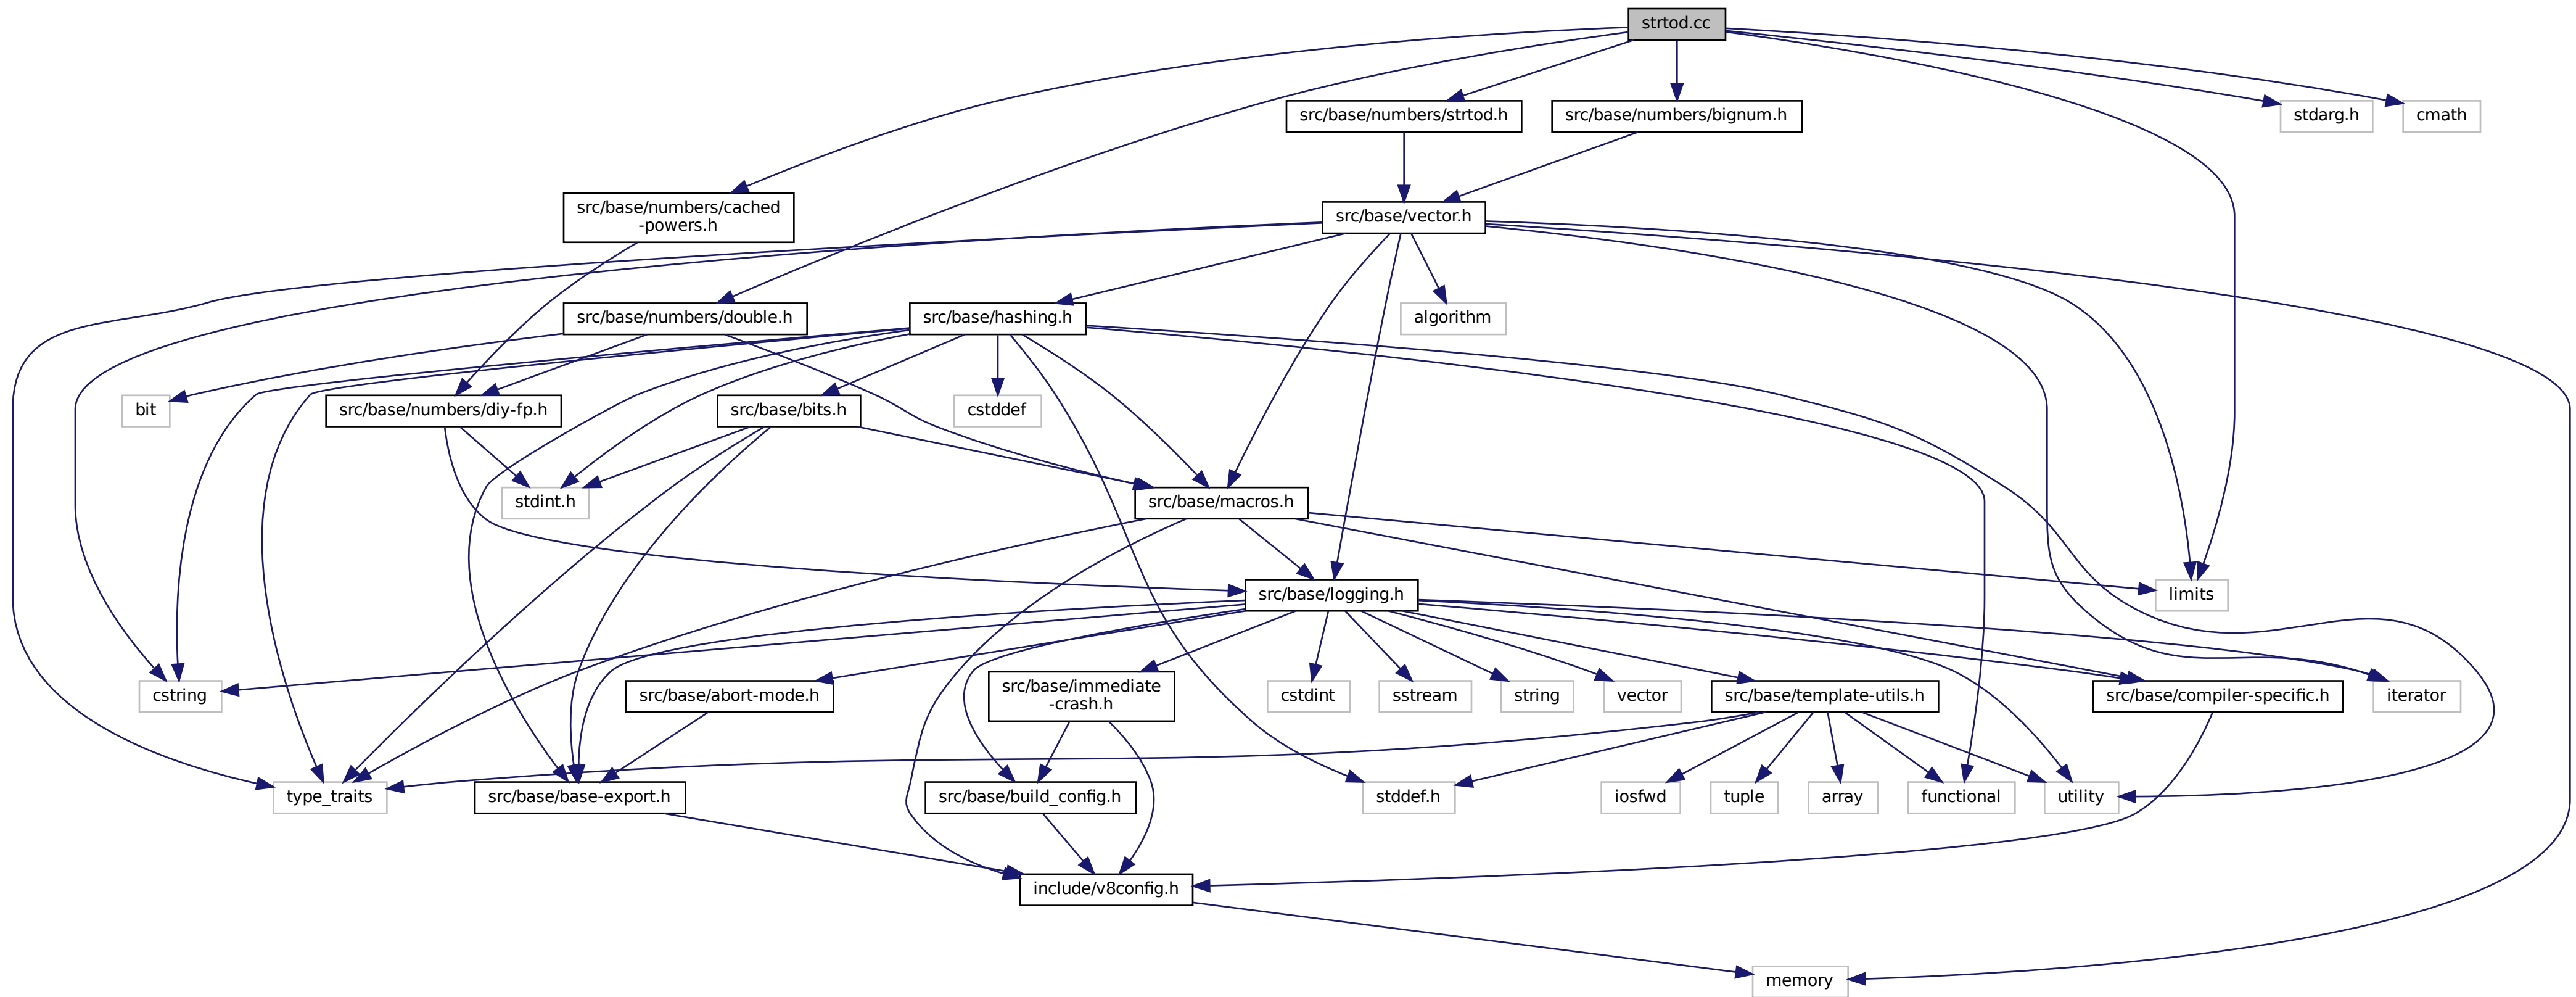 strtod.cc
src/base/numbers/strtod.h
src/base/numbers/bignum.h
stdarg.h
cmath
src/base/numbers/cached
-powers.h
src/base/vector.h
src/base/numbers/double.h
src/base/hashing.h
algorithm
bit
src/base/numbers/diy-fp.h
src/base/bits.h
cstddef
stdint.h
src/base/macros.h
src/base/logging.h
limits
cstring
src/base/abort-mode.h
src/base/immediate
-crash.h
cstdint
sstream
string
vector
src/base/template-utils.h
src/base/compiler-specific.h
iterator
type_traits
src/base/base-export.h
src/base/build_config.h
stddef.h
iosfwd
tuple
array
functional
utility
include/v8config.h
memory